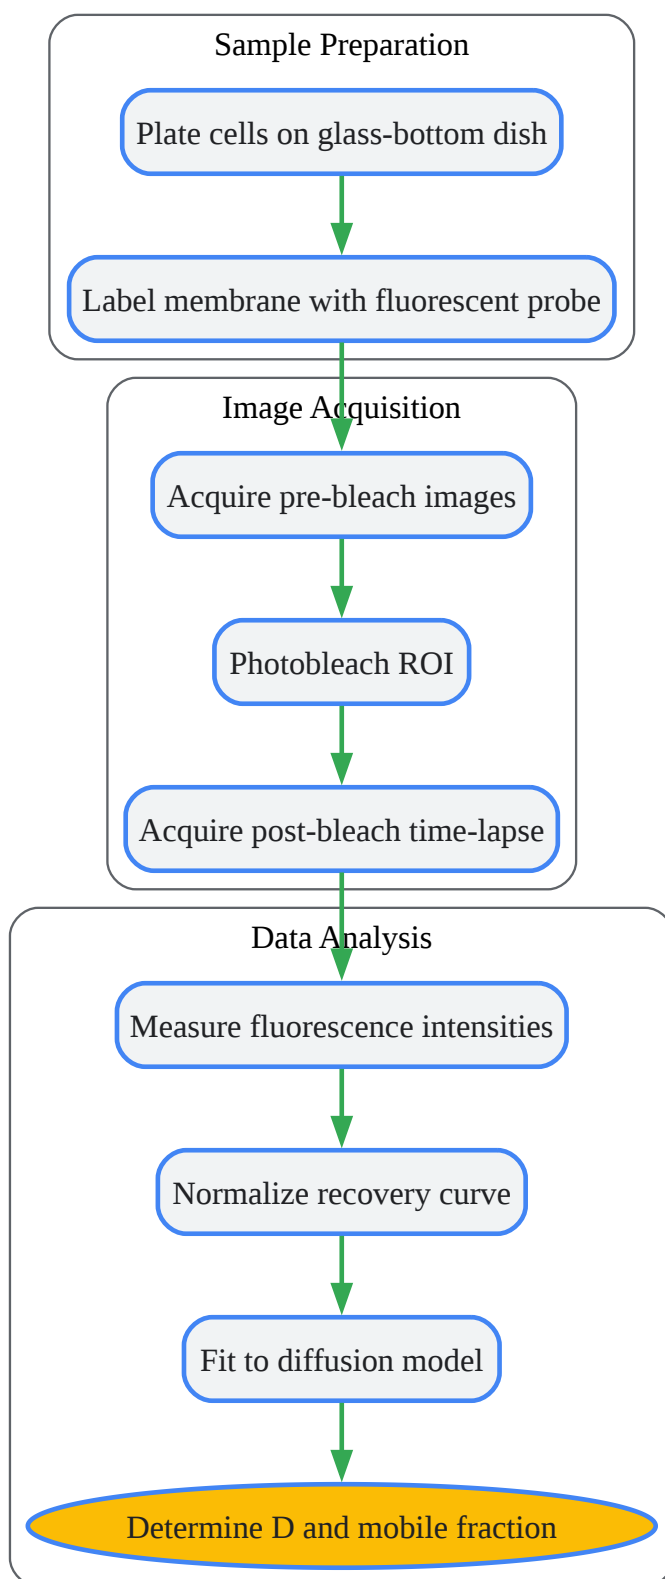 Sample Preparation
Plate cells on glass-bottom dish
Label membrane with fluorescent probe
Image Acquisition
Acquire pre-bleach images
Photobleach ROI
Acquire post-bleach time-lapse
Data Analysis
Measure fluorescence intensities
Normalize recovery curve
Fit to diffusion model
Determine D and mobile fraction